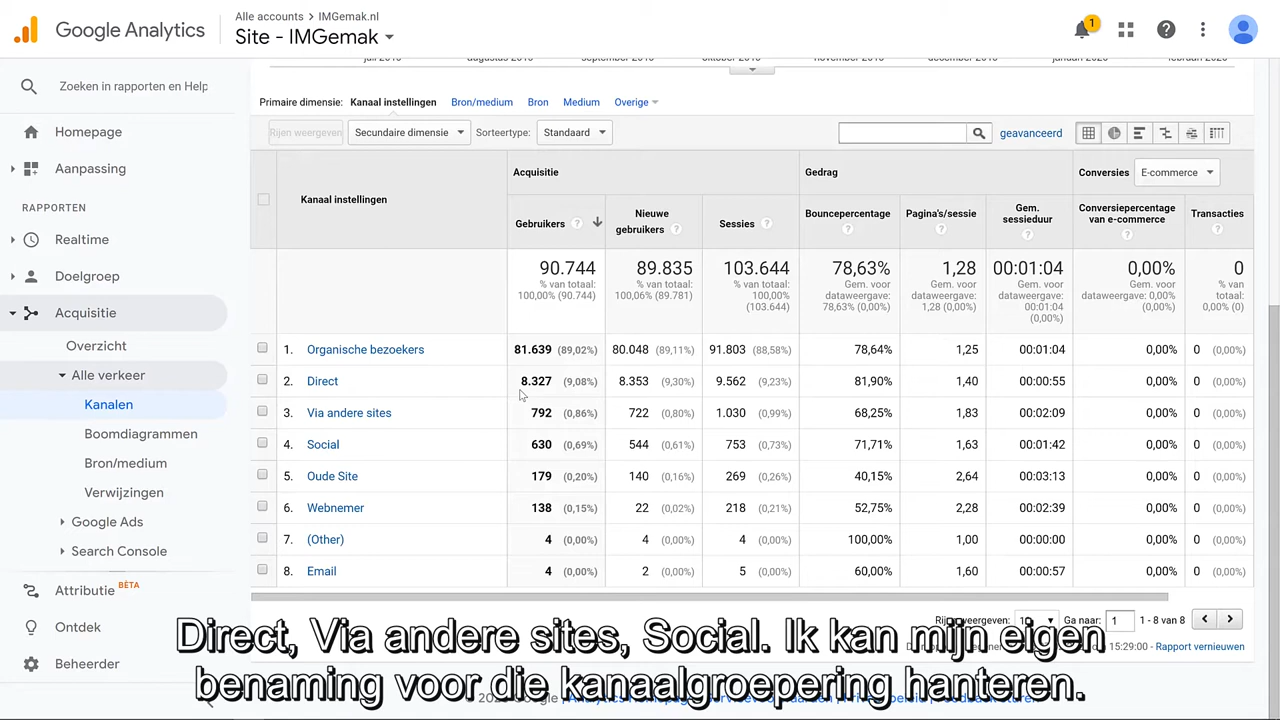 Google Analytics
Alle accounts > IMGemak.nl
Site - IMGemak
1
Zoeken in rapporten en Help
Homepage
Aanpassing
RAPPORTEN
Realtime
Doelgroep
Acquisitie
Overzicht
Alle verkeer
Kanalen
Boomdiagrammen
Bron/medium
Verwijzingen
Google Ads
Search Console
Attributie BÈTA
Ontdek
Beheerder
Primaire dimensie: Kanaal instellingen Bron/medium Bron Medium Overige
Rijen weergeven Secundaire dimensie Sorteertype: Standaard geavanceerd
Kanaal instellingen Acquisitie Gedrag Conversies E-commerce
Gebruikers Nieuwe gebruikers Sessies Bouncepercentage Pagina's/sessie Gem. sessieduur Conversiepercentage van e-commerce Transacties
90.744 89.835 103.644 78,63% 1,28 00:01:04 0,00% 0
% van totaal: 100,00% (90.744) % van totaal: 100,06% (89.781) % van totaal: 100,00% (103.644) Gem. voor dataweergave: 78,63% (0,00%) Gem. voor dataweergave: 1,28 (0,00%) Gem. voor dataweergave: 00:01:04 (0,00%) Gem. voor dataweergave: 0,00% (0,00%) % van totaal: 0,00% (0)
1. Organische bezoekers 81.639 (89,02%) 80.048 (89,11%) 91.803 (88,58%) 78,64% 1,25 00:01:04 0,00% 0 (0,00%)
2. Direct 8.327 (9,08%) 8.353 (9,30%) 9.562 (9,23%) 81,90% 1,40 00:00:55 0,00% 0 (0,00%)
3. Via andere sites 792 (0,86%) 722 (0,80%) 1.030 (0,99%) 68,25% 1,83 00:02:09 0,00% 0 (0,00%)
4. Social 630 (0,69%) 544 (0,61%) 753 (0,73%) 71,71% 1,63 00:01:42 0,00% 0 (0,00%)
5. Oude Site 179 (0,20%) 140 (0,16%) 269 (0,26%) 40,15% 2,64 00:03:13 0,00% 0 (0,00%)
6. Webnemer 138 (0,15%) 22 (0,02%) 218 (0,21%) 52,75% 2,28 00:02:39 0,00% 0 (0,00%)
7. (Other) 4 (0,00%) 4 (0,00%) 4 (0,00%) 100,00% 1,00 00:00:00 0,00% 0 (0,00%)
8. Email 4 (0,00%) 2 (0,00%) 5 (0,00%) 60,00% 1,60 00:00:57 0,00% 0 (0,00%)
weergeven: Ga naar: 1 1 - 8 van 8
15:29:00 - Rapport vernieuwen
Direct, Via andere sites, Social. Ik kan mijn eigen
benaming voor die kanaalgroepering hanteren.